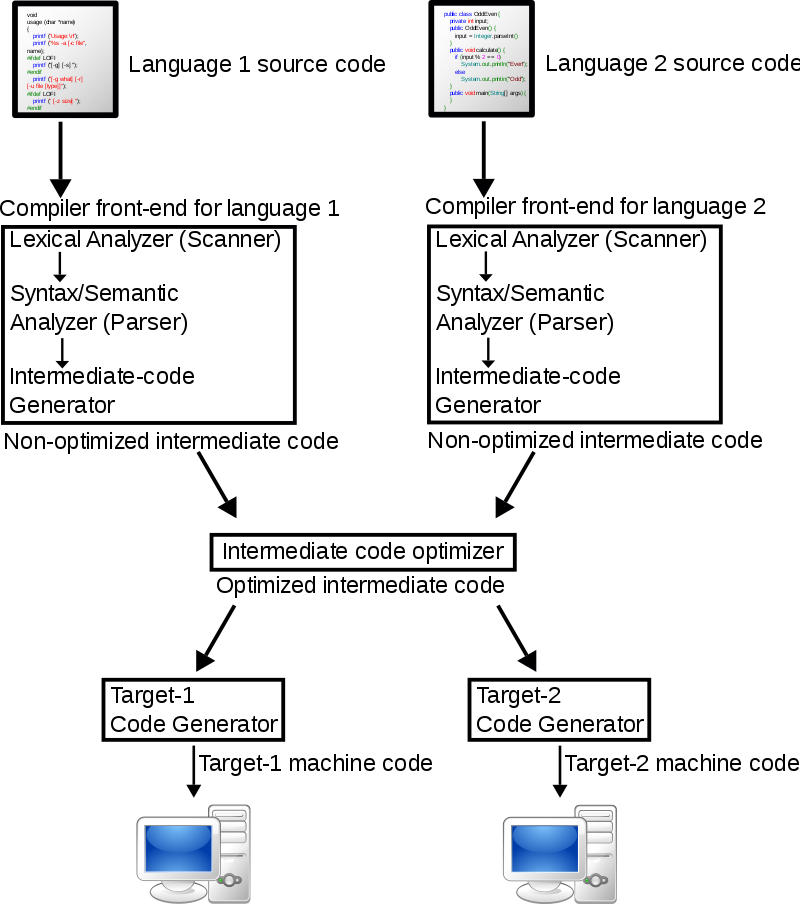 void
usage (char *name)
{
printf ("Usage \n");
printf ("%s -a [-c file",
name);
#ifdef LOFI
printf ("[-g] [-s] ");
#endif
printf ("[-g what] [-r]
[-u file [type]]");
#ifdef LOFI
printf (" [-z size] ");
#endif
Language 1 source code
public class OddEven {
private int input;
public OddEven() {
input = Integer.parseInt()
}
public void calculate() {
if (input % 2 == 0)
System.out.println("Even");
else
System.out.println("Odd");
}
public void main(String[] args) {
}
}
Language 2 source code
Compiler front-end for language 1
Lexical Analyzer (Scanner)
Syntax/Semantic
Analyzer (Parser)
Intermediate-code
Generator
Non-optimized intermediate code
Compiler front-end for language 2
Lexical Analyzer (Scanner)
Syntax/Semantic
Analyzer (Parser)
Intermediate-code
Generator
Non-optimized intermediate code
Intermediate code optimizer
Optimized intermediate code
Target-1
Code Generator
Target-1 machine code
Target-2
Code Generator
Target-2 machine code